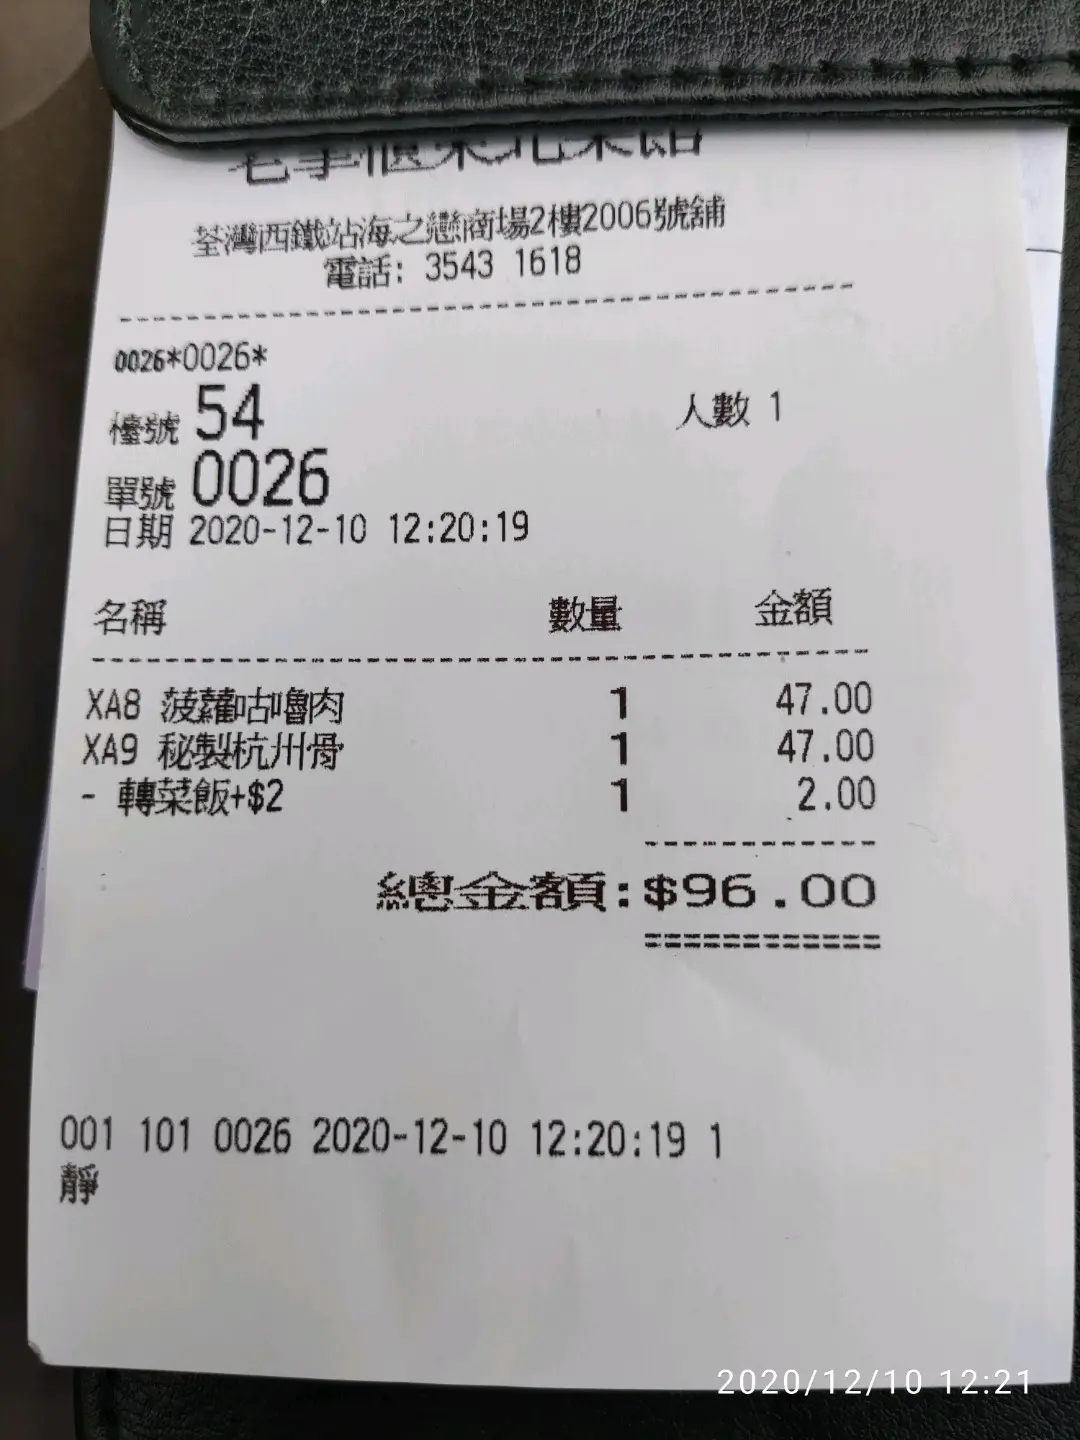 荃灣西鐵站海之戀商場2樓2006號舖
電話: 3543 1618
0026*0026*
檯號 54 人數 1
單號 0026
日期 2020-12-10 12:20:19
名稱 數量 金額
XA8 菠蘿咕嚕肉 1 47.00
XA9 秘製杭州骨 1 47.00
- 轉菜飯+$2 1 2.00
總金額:$96.00
001 101 0026 2020-12-10 12:20:19 1
靜
2020/12/10 12:21